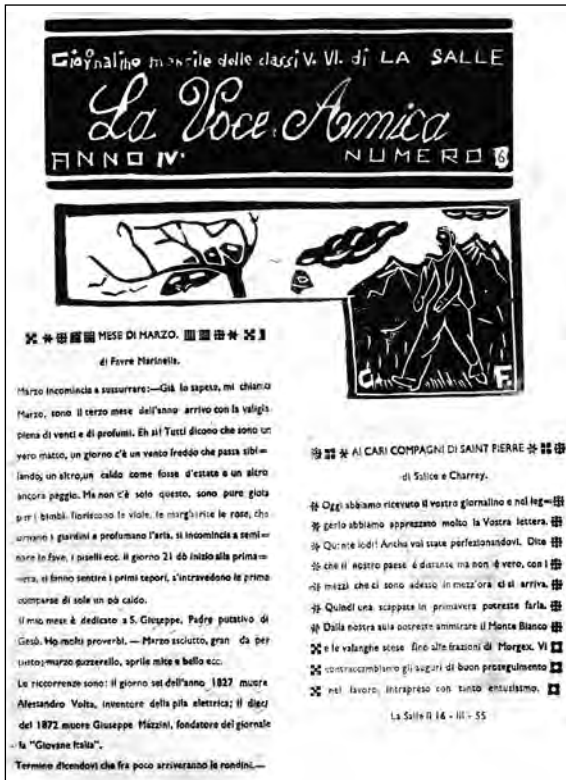 Giornalino mensile delle classi V. VI. di LA SALLE
La Voce Amica
ANNO IV. NUMERO 6
MESE DI MARZO.
di Favre Marinella.
Marzo incomincia a sussurrare:—Già lo sapete, mi chiamo
Marzo, sono il terzo mese dell'anno arrivo con la valigia
piena di venti e di profumi. Eh sì! Tutti dicono che sono un
vero matto, un giorno c'è un vento freddo che passa sibi=
lando, un altro,un caldo come fosse d'estate e un altro
ancora peggio. Ma non c'è solo questo, sono pure gioia
per i bimbi. Fioriscono le viole, le margherite le rose, che
ornano i giardini e profumano l'aria, si incomincia a semi=
nare le fave, i piselli ecc. il giorno 21 dò inizio alla prima=
vera, si fanno sentire i primi tepori, s'intravedono le prime
comparse di sole un pò caldo.
Il mio mese è dedicato a S. Giuseppe, Padre putativo di
Gesù. Ho molti proverbi. — Marzo asciutto, gran da per
tutto;marzo pazzerello, aprile mite e bello ecc.
Le ricorrenze sono: il giorno sei dell'anno 1827 muore
Alessandro Volta, inventore della pila elettrica; il dieci
del 1872 muore Giuseppe Mazzini, fondatore del giornale
la "Giovane Italia".
Termino dicendovi che fra poco arriveranno le rondini.—
G. F.
AI CARI COMPAGNI DI SAINT PIERRE
di Salice e Charrey.
Oggi abbiamo ricevuto il vostro giornalino e nel leg=
gerlo abbiamo apprezzato molto la Vostra lettera.
Quante lodi! Anche voi state perfezionandovi. Dite
che il nostro paese è distante ma non è vero, con i
mezzi che ci sono adesso in mezz'ora ci si arriva.
Quindi una scappata in primavera potreste farla.
Dalla nostra aula potreste ammirare il Monte Bianco
e le valanghe scese fino alle frazioni di Morgex. Vi
contraccambiamo gli auguri di buon proseguimento
nel lavoro, intrapreso con tanto entusiasmo.
La Salle li 16 - III - 55